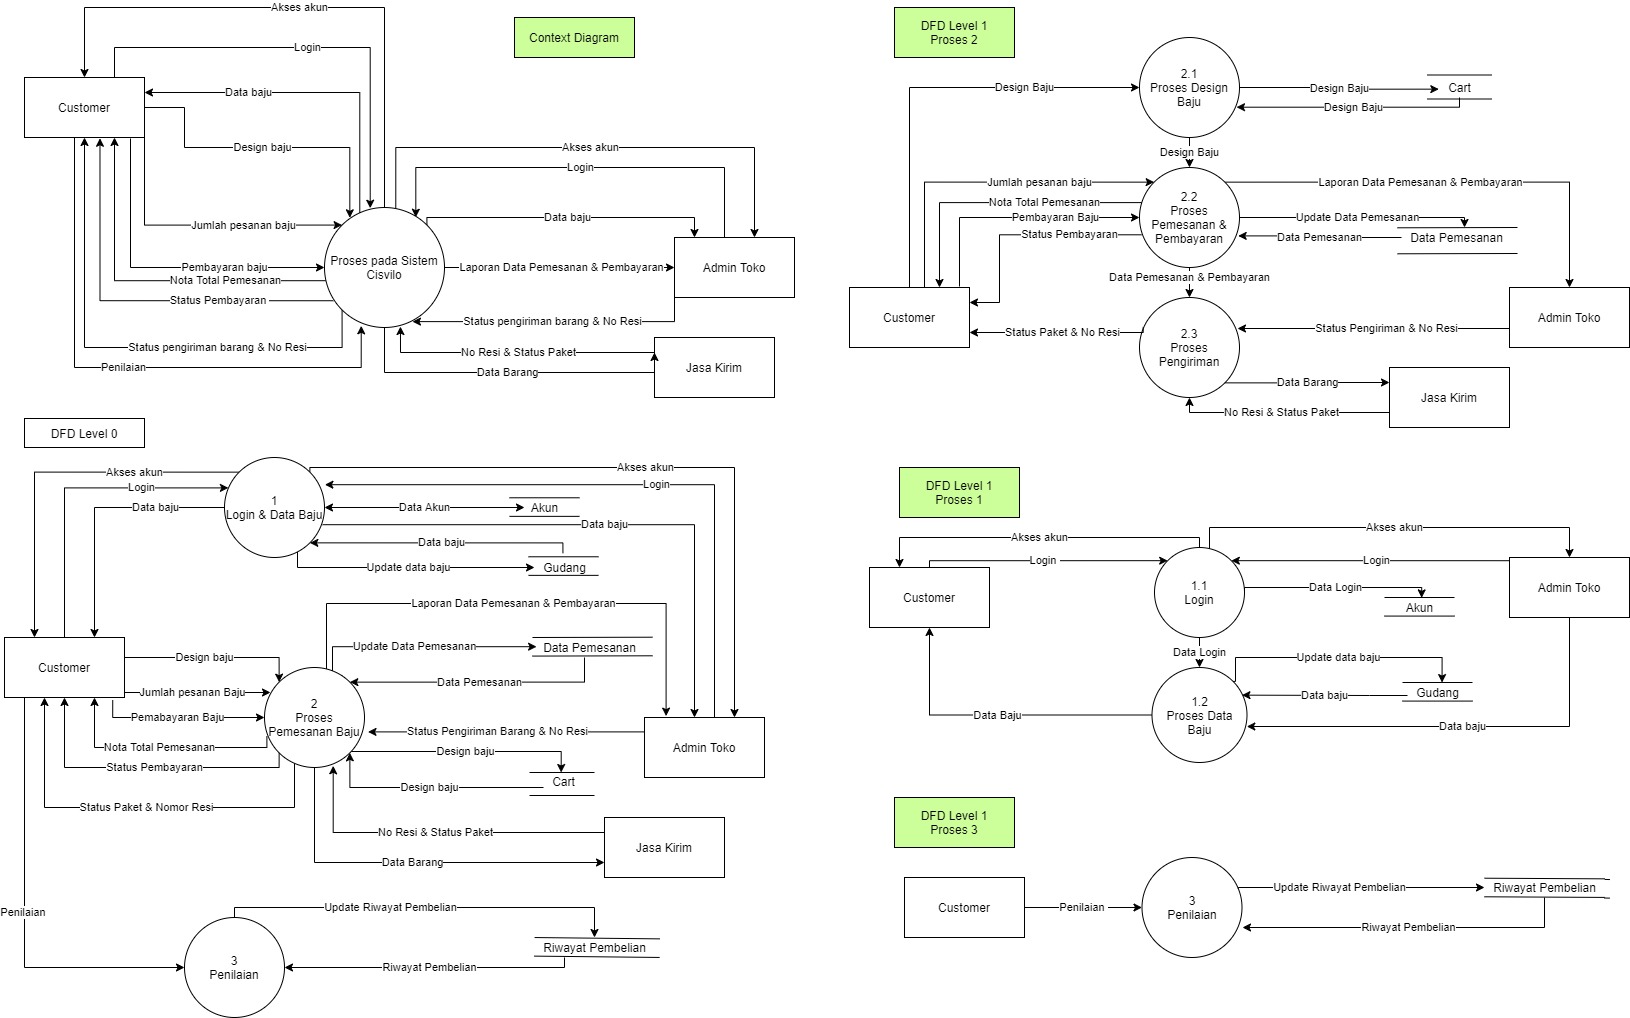 Context Diagram
Akses akun
Login
Data baju
Customer
Design baju
Akses akun
Login
Jumlah pesanan baju
Data baju
Proses pada Sistem
Cisvilo
Pembayaran baju
Nota Total Pemesanan
Status Pembayaran
Laporan Data Pemesanan & Pembayaran
Admin Toko
Status pengiriman barang & No Resi
Status pengiriman barang & No Resi
Penilaian
No Resi & Status Paket
Data Barang
Jasa Kirim
DFD Level 0
Akses akun
Login
Data baju
1
Login & Data Baju
Akses akun
Login
Data Akun
Akun
Data baju
Data baju
Update data baju
Gudang
Laporan Data Pemesanan & Pembayaran
Customer
Design baju
Jumlah pesanan Baju
Pemabayaran Baju
Nota Total Pemesanan
Status Pembayaran
Status Paket & Nomor Resi
2
Proses
Pemesanan Baju
Update Data Pemesanan
Data Pemesanan
Data Pemesanan
Status Pengiriman Barang & No Resi
Admin Toko
Design baju
Cart
Design baju
No Resi & Status Paket
Data Barang
Jasa Kirim
Penilaian
Update Riwayat Pembelian
Riwayat Pembelian
Riwayat Pembelian
3
Penilaian
DFD Level 1
Proses 2
Design Baju
2.1
Proses Design
Baju
Design Baju
Cart
Design Baju
Design Baju
Jumlah pesanan baju
Nota Total Pemesanan
Pembayaran Baju
Status Pembayaran
2.2
Proses
Pemesanan &
Pembayaran
Laporan Data Pemesanan & Pembayaran
Update Data Pemesanan
Data Pemesanan
Data Pemesanan
Data Pemesanan & Pembayaran
Customer
Status Paket & No Resi
2.3
Proses
Pengiriman
Status Pengiriman & No Resi
Admin Toko
Data Barang
No Resi & Status Paket
Jasa Kirim
DFD Level 1
Proses 1
Akses akun
Login
Customer
1.1
Login
Akses akun
Login
Admin Toko
Data Login
Akun
Data Login
1.2
Proses Data
Baju
Update data baju
Gudang
Data baju
Data baju
Data Baju
DFD Level 1
Proses 3
Customer
Penilaian
3
Penilaian
Update Riwayat Pembelian
Riwayat Pembelian
Riwayat Pembelian